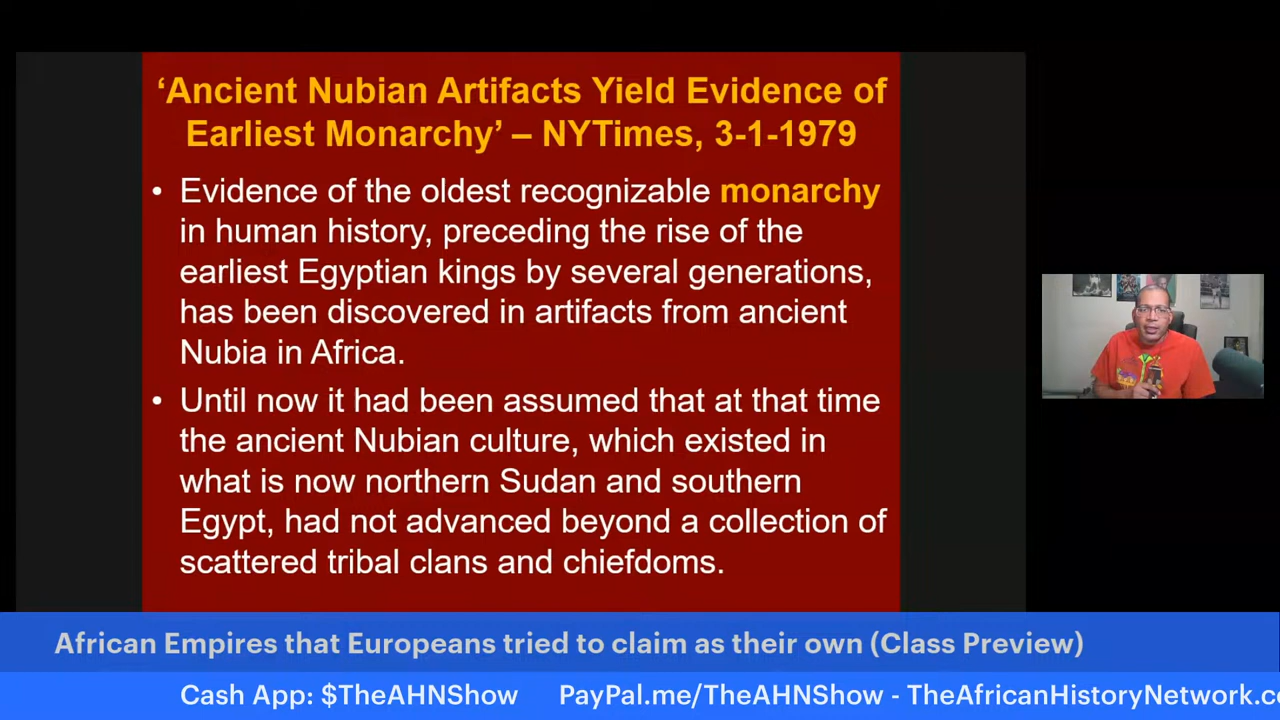 ‘Ancient Nubian Artifacts Yield Evidence of
Earliest Monarchy’ – NYTimes, 3-1-1979
• Evidence of the oldest recognizable monarchy
in human history, preceding the rise of the
earliest Egyptian kings by several generations,
has been discovered in artifacts from ancient
Nubia in Africa.
• Until now it had been assumed that at that time
the ancient Nubian culture, which existed in
what is now northern Sudan and southern
Egypt, had not advanced beyond a collection of
scattered tribal clans and chiefdoms.
African Empires that Europeans tried to claim as their own (Class Preview)
Cash App: $TheAHNShow PayPal.me/TheAHNShow - TheAfricanHistoryNetwork.c